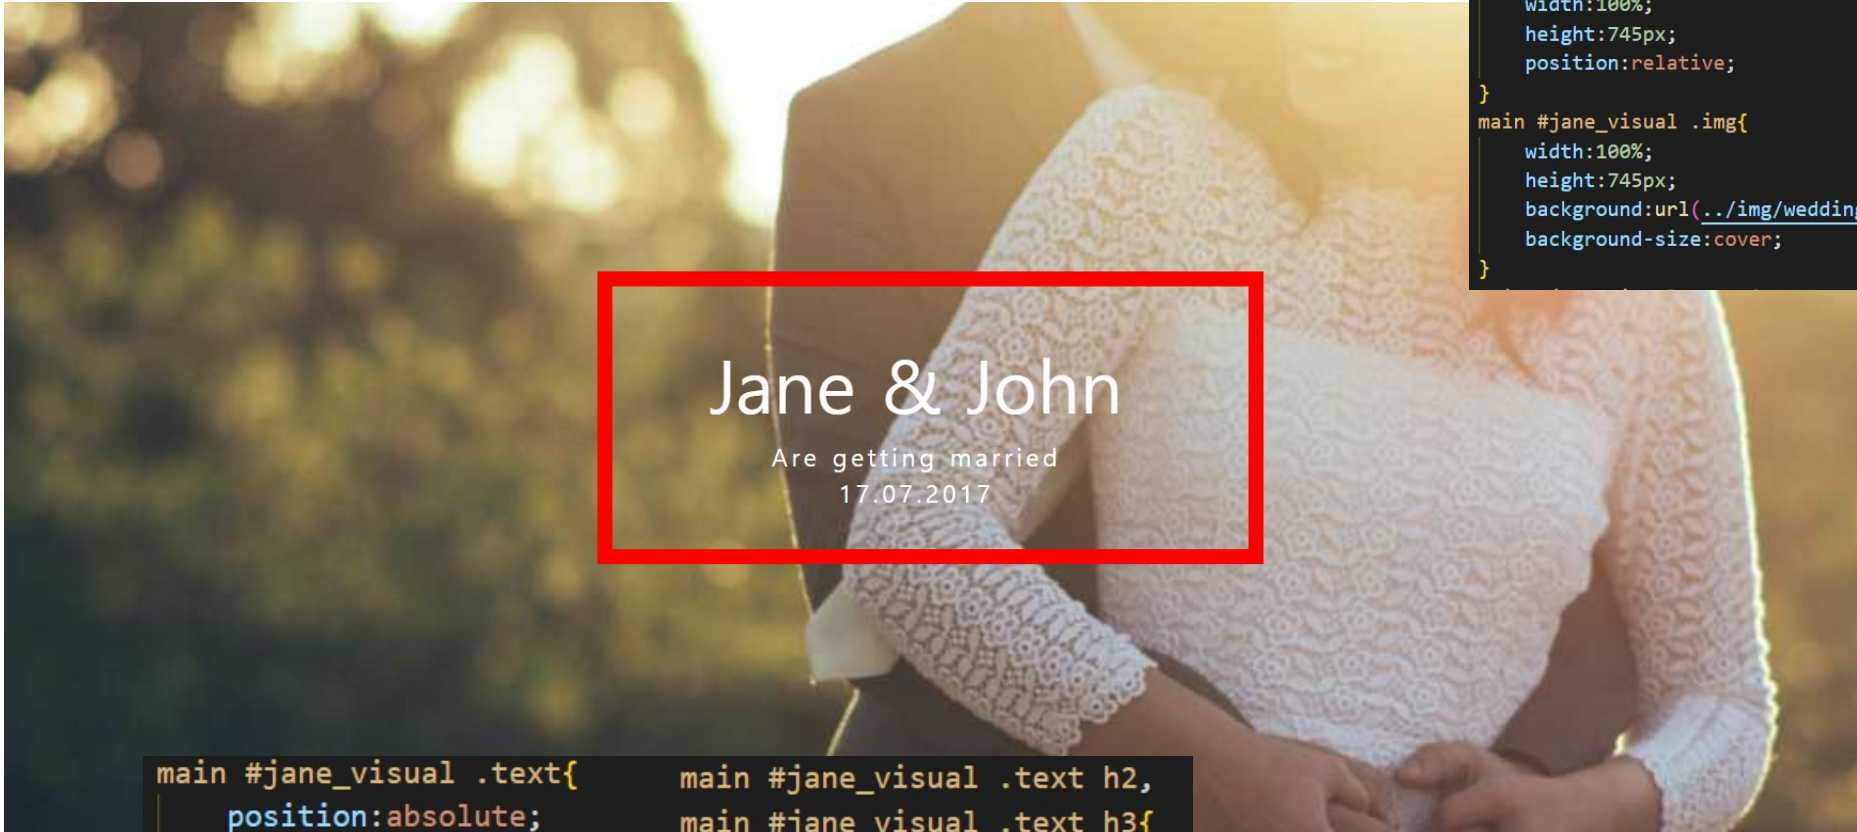 width:100%;
height:745px;
position:relative;
}
main #jane_visual .img{
width:100%;
height:745px;
background:url(../img/wedding
background-size:cover;
}
Jane & John
Are getting married
17.07.2017
main #jane_visual .text{
position:absolute;
main #jane_visual .text h2,
main #jane_visual .text h3{